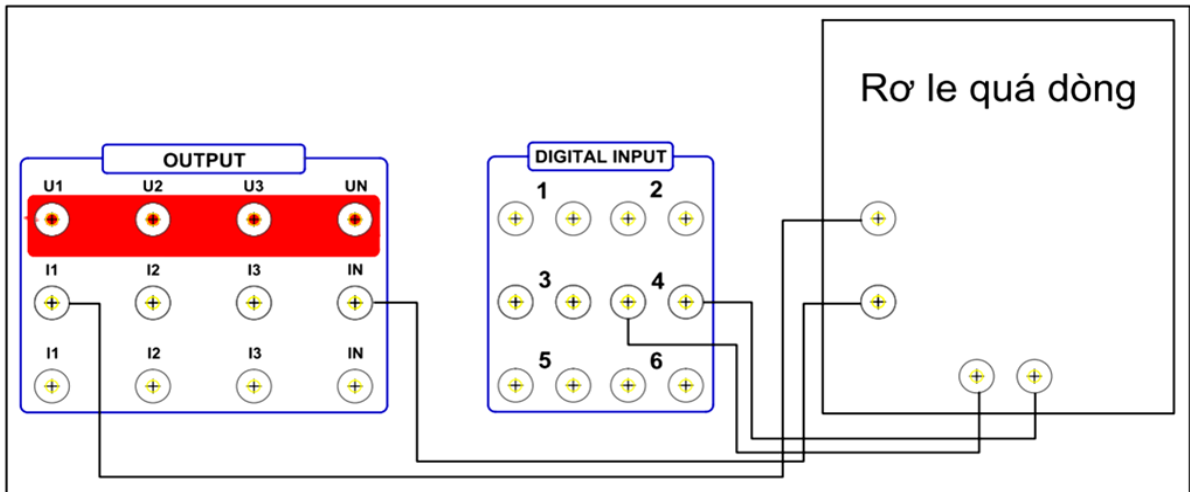 Rơ le quá dòng
OUTPUT
U1 U2 U3 UN
I1 I2 I3 IN
I1 I2 I3 IN
DIGITAL INPUT
1 2
3 4
5 6